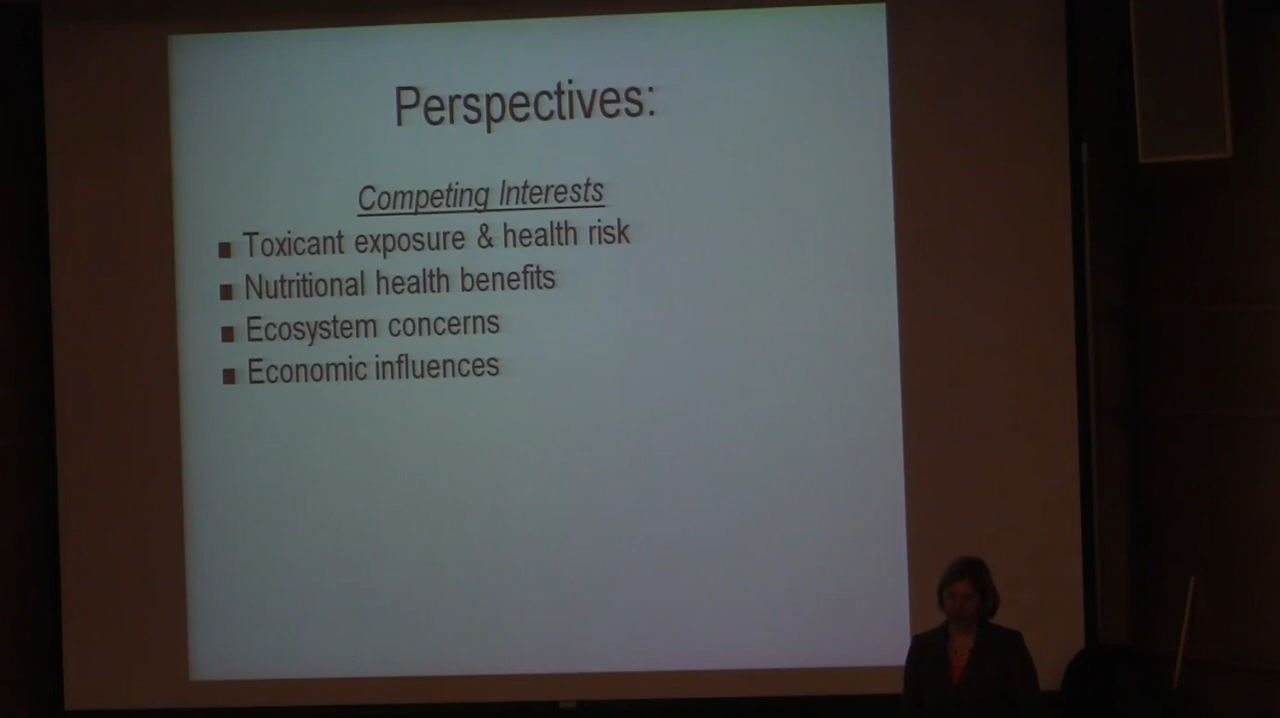 Perspectives:
Competing Interests
■ Toxicant exposure & health risk
■ Nutritional health benefits
■ Ecosystem concerns
■ Economic influences